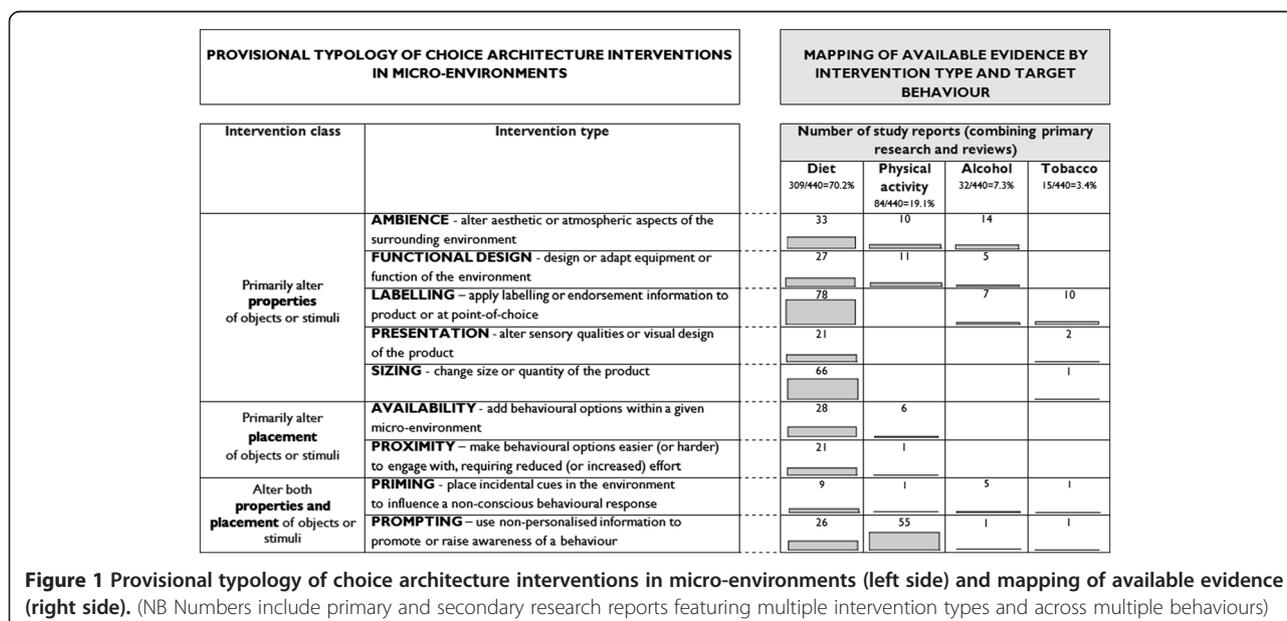 PROVISIONAL TYPOLOGY OF CHOICE ARCHITECTURE INTERVENTIONS
IN MICRO-ENVIRONMENTS
MAPPING OF AVAILABLE EVIDENCE BY
INTERVENTION TYPE AND TARGET
BEHAVIOUR
Intervention class
Intervention type
Number of study reports (combining primary
research and reviews)
Diet
309/440=70.2%
Physical
activity
84/440=19.1%
Alcohol
32/440=7.3%
Tobacco
15/440=3.4%
Primarily alter
properties
of objects or stimuli
AMBIENCE - alter aesthetic or atmospheric aspects of the
surrounding environment
33 10 14
FUNCTIONAL DESIGN - design or adapt equipment or
function of the environment
27 11 5
LABELLING – apply labelling or endorsement information to
product or at point-of-choice
78 7 10
PRESENTATION - alter sensory qualities or visual design
of the product
21 2
SIZING - change size or quantity of the product
66 1
Primarily alter
placement
of objects or stimuli
AVAILABILITY - add behavioural options within a given
micro-environment
28 6
PROXIMITY – make behavioural options easier (or harder)
to engage with, requiring reduced (or increased) effort
21 1
Alter both
properties and
placement of objects or
stimuli
PRIMING - place incidental cues in the environment
to influence a non-conscious behavioural response
9 1 5 1
PROMPTING – use non-personalised information to
promote or raise awareness of a behaviour
26 55 1 1
Figure 1 Provisional typology of choice architecture interventions in micro-environments (left side) and mapping of available evidence
(right side). (NB Numbers include primary and secondary research reports featuring multiple intervention types and across multiple behaviours)